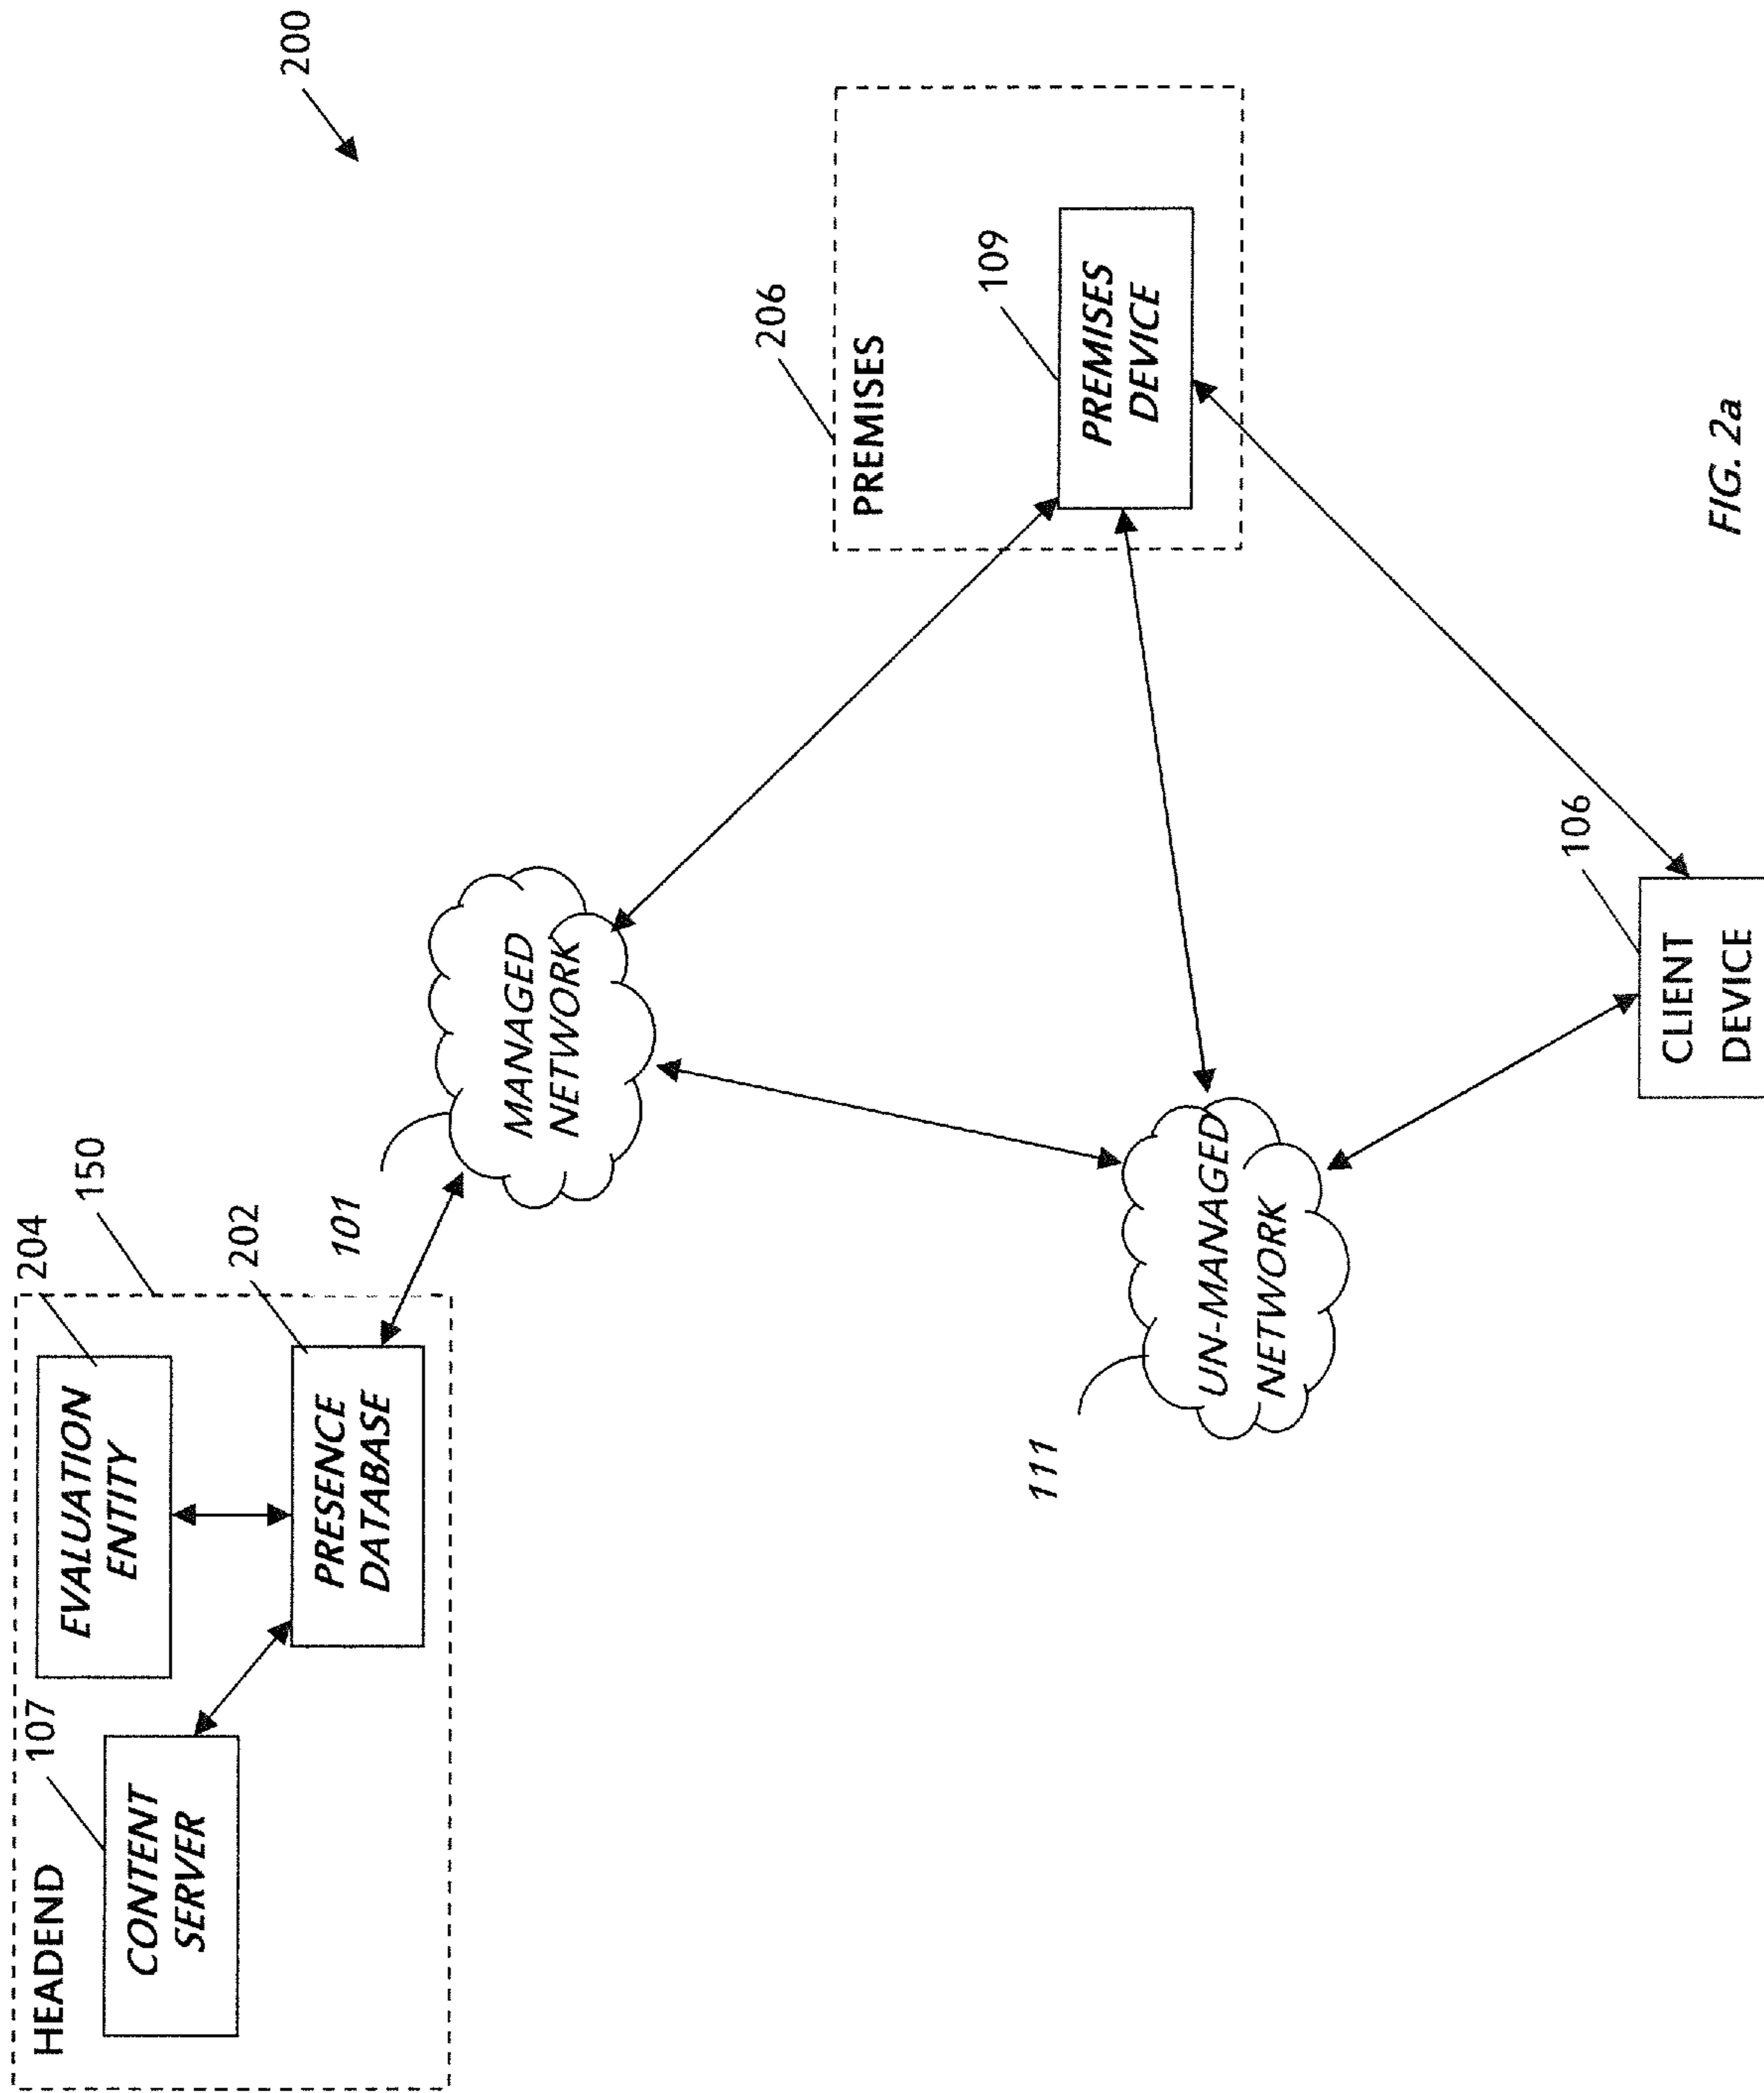 200
HEADEND
107
CONTENT
SERVER
204
EVALUATION
ENTITY
150
202
PRESENCE
DATABASE
101
MANAGED
NETWORK
206
PREMISES
109
PREMISES
DEVICE
111
UN-MANAGED
NETWORK
106
CLIENT
DEVICE
FIG. 2a